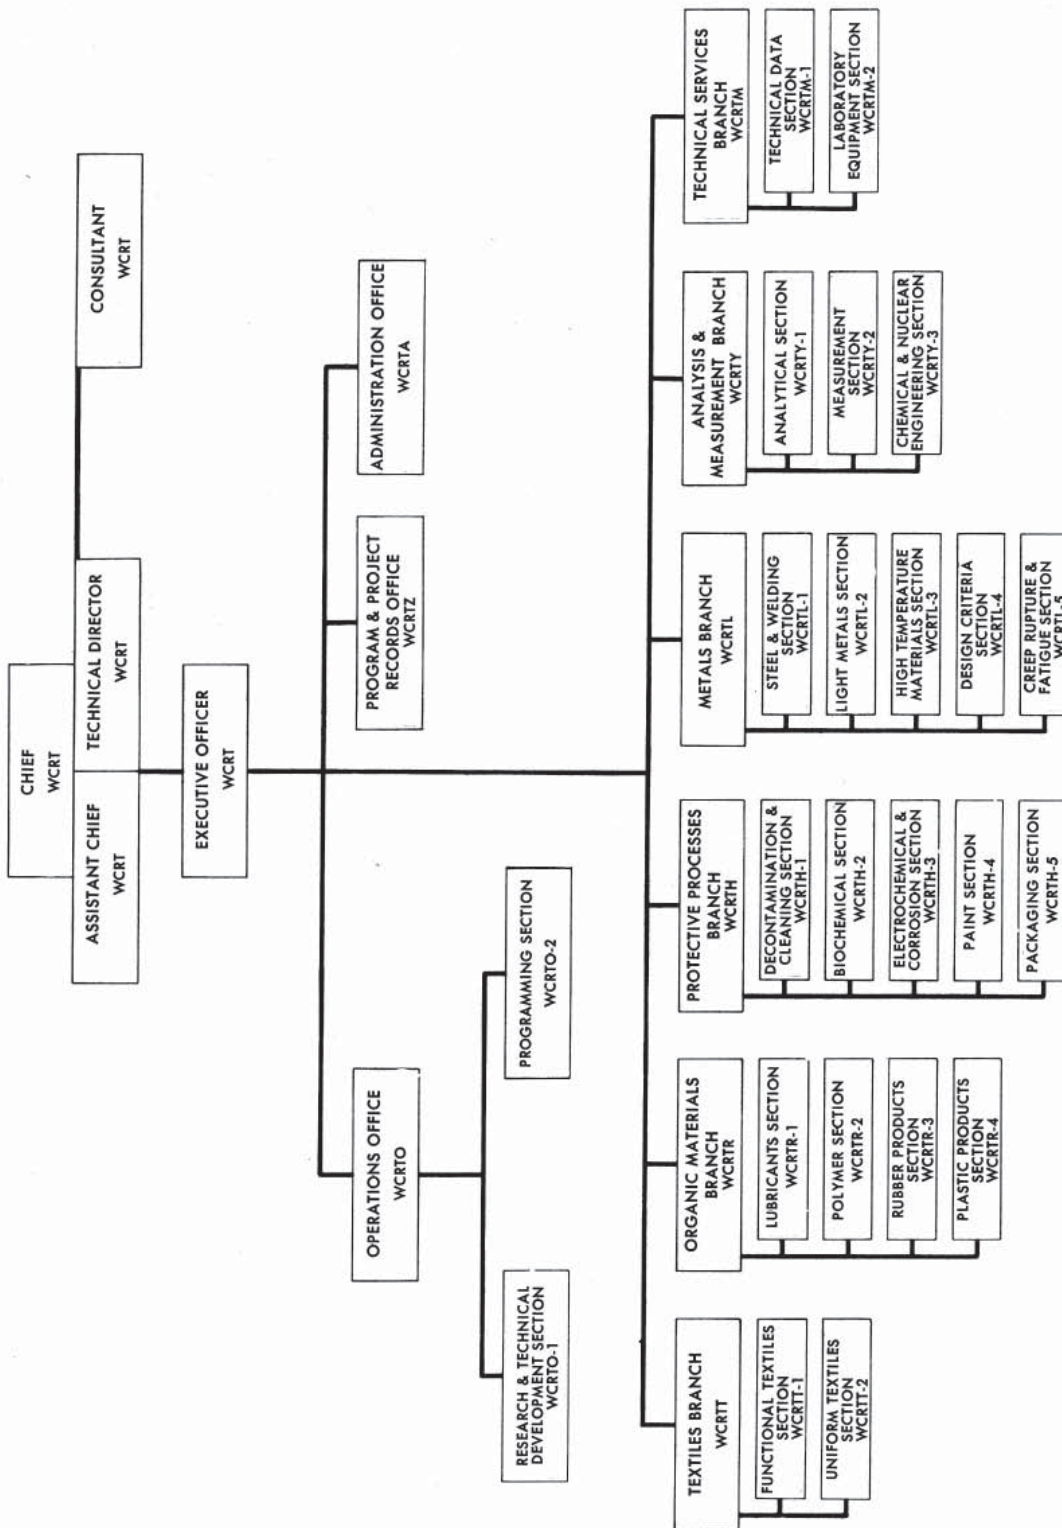 CHIEF
WCRT
ASSISTANT CHIEF
WCRT
TECHNICAL DIRECTOR
WCRT
CONSULTANT
WCRT
EXECUTIVE OFFICER
WCRT
OPERATIONS OFFICE
WCRTO
PROGRAM & PROJECT
RECORDS OFFICE
WCRTZ
ADMINISTRATION OFFICE
WCRTA
RESEARCH & TECHNICAL
DEVELOPMENT SECTION
WCRTO-1
PROGRAMMING SECTION
WCRTO-2
TEXTILES BRANCH
WCRTT
FUNCTIONAL TEXTILES
SECTION
WCRTT-1
UNIFORM TEXTILES
SECTION
WCRTT-2
ORGANIC MATERIALS
BRANCH
WCRTR
LUBRICANTS SECTION
WCRTR-1
POLYMER SECTION
WCRTR-2
RUBBER PRODUCTS
SECTION
WCRTR-3
PLASTIC PRODUCTS
SECTION
WCRTR-4
PROTECTIVE PROCESSES
BRANCH
WCRTH
DECONTAMINATION &
CLEANING SECTION
WCRTH-1
BIOCHEMICAL SECTION
WCRTH-2
ELECTROCHEMICAL &
CORROSION SECTION
WCRTH-3
PAINT SECTION
WCRTH-4
PACKAGING SECTION
WCRTH-5
METALS BRANCH
WCRTL
STEEL & WELDING
SECTION
WCRTL-1
LIGHT METALS SECTION
WCRTL-2
HIGH TEMPERATURE
MATERIALS SECTION
WCRTL-3
DESIGN CRITERIA
SECTION
WCRTL-4
CREEP RUPTURE &
FATIGUE SECTION
WCRTL-5
ANALYSIS &
MEASUREMENT BRANCH
WCRTY
ANALYTICAL SECTION
WCRTY-1
MEASUREMENT
SECTION
WCRTY-2
CHEMICAL & NUCLEAR
ENGINEERING SECTION
WCRTY-3
TECHNICAL SERVICES
BRANCH
WCRTM
TECHNICAL DATA
SECTION
WCRTM-1
LABORATORY
EQUIPMENT SECTION
WCRTM-2